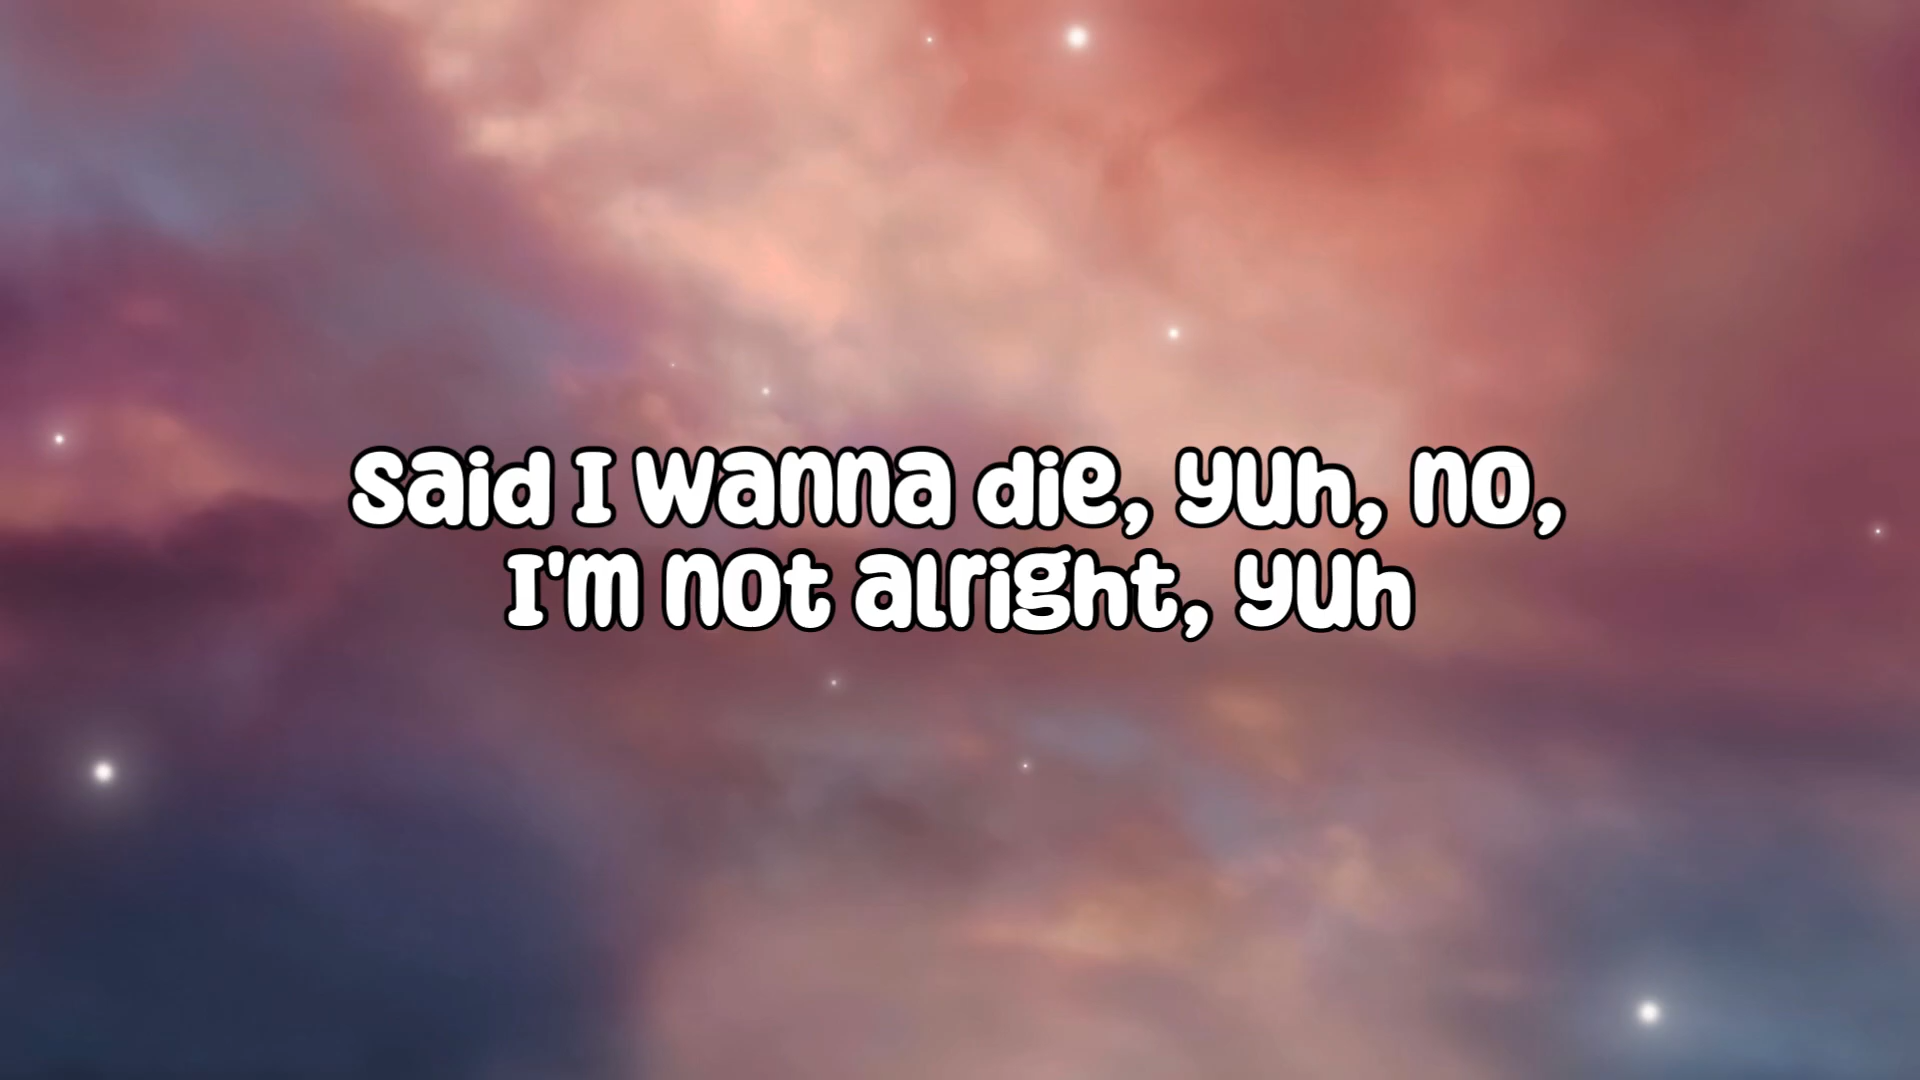 Said I wanna die, yuh, no,
I'm not alright, yuh